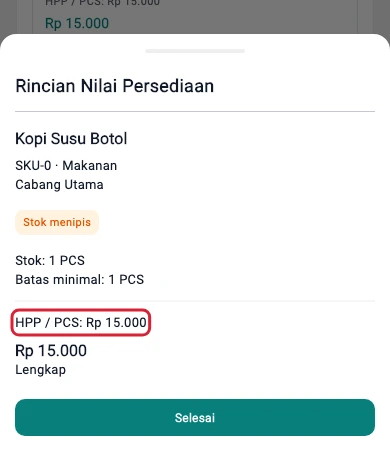 HPP / PCS: Rp 15.000
Rp 15.000
Rincian Nilai Persediaan
Kopi Susu Botol
SKU-0 · Makanan
Cabang Utama
Stok menipis
Stok: 1 PCS
Batas minimal: 1 PCS
HPP / PCS: Rp 15.000
Rp 15.000
Lengkap
Selesai